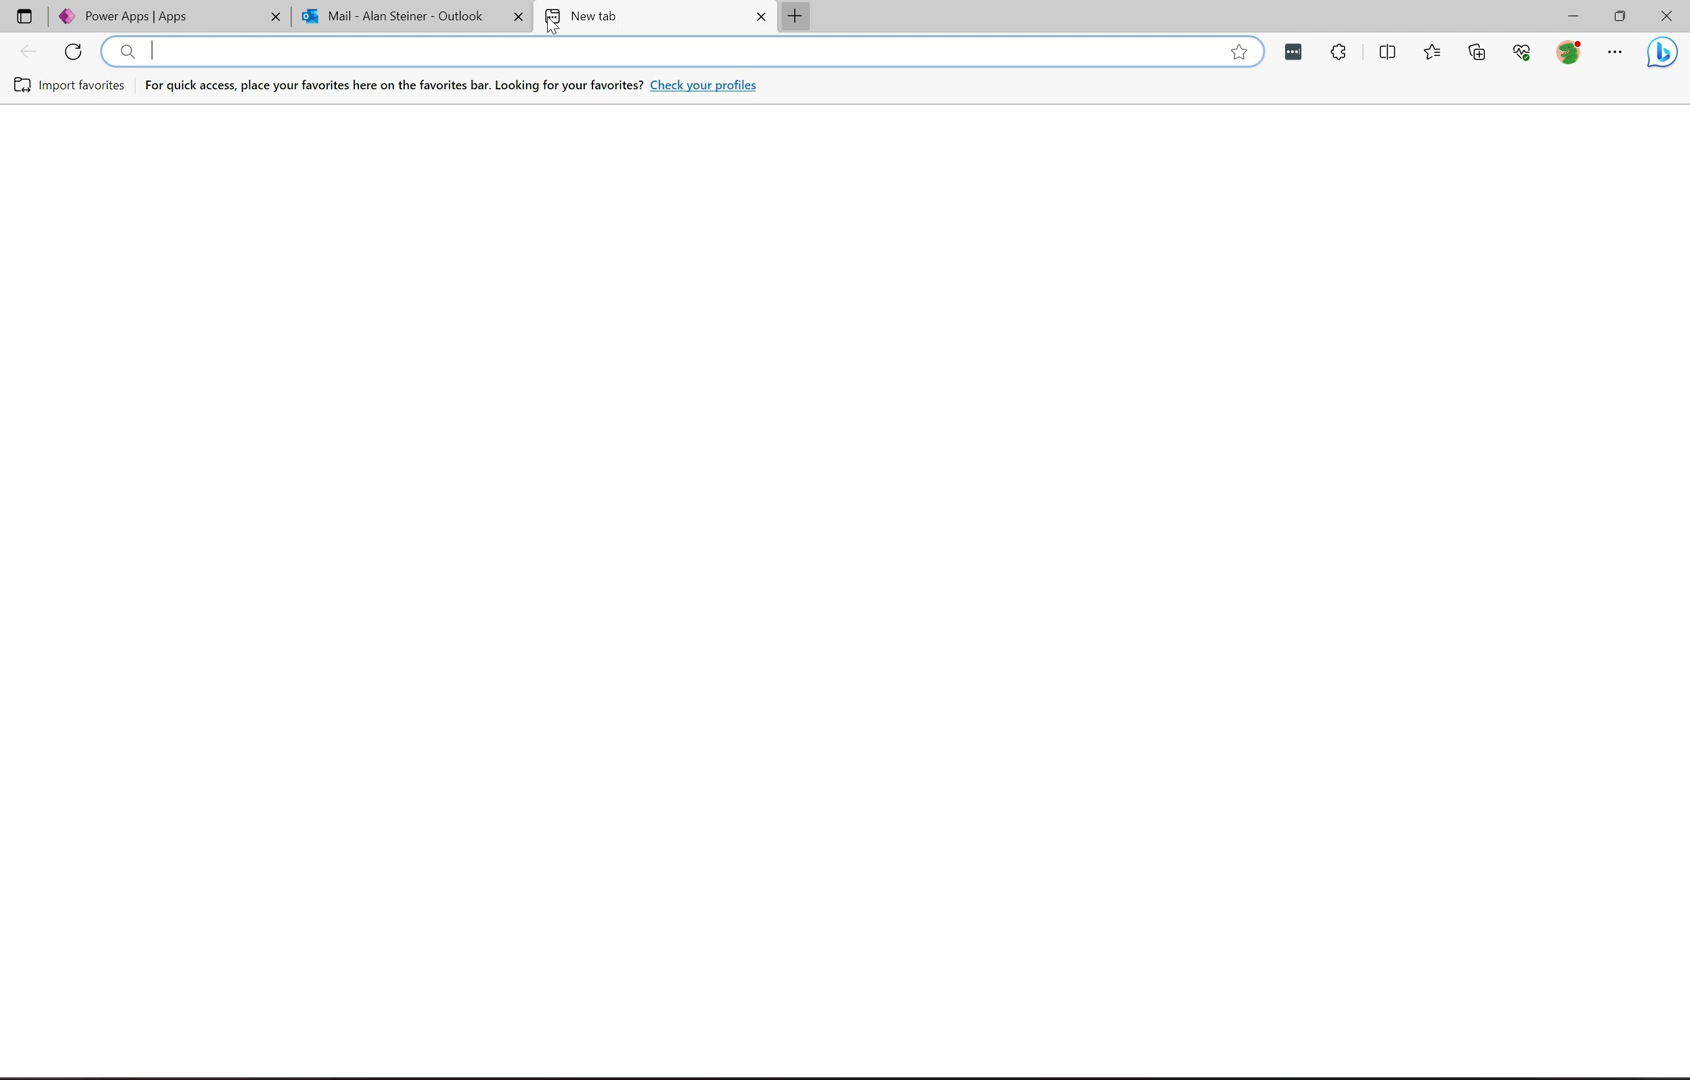 Power Apps | Apps
Mail - Alan Steiner - Outlook
New tab
Import favorites
For quick access, place your favorites here on the favorites bar. Looking for your favorites? Check your profiles